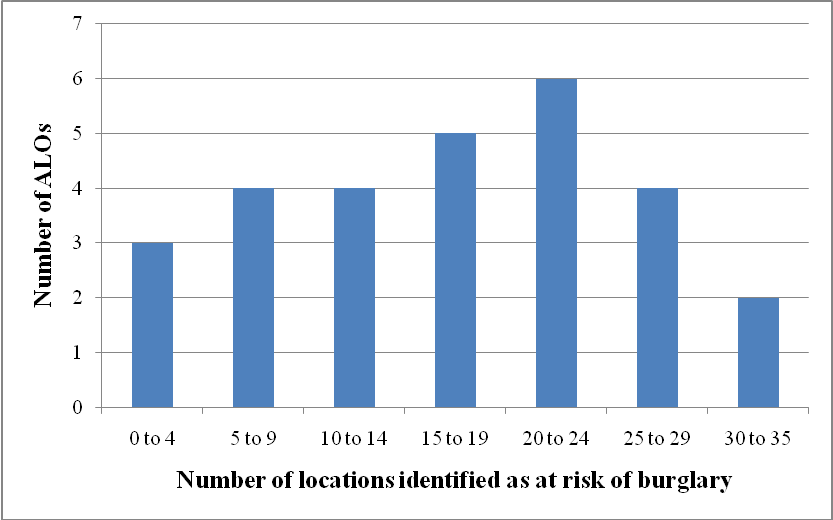 7
6
5
4
3
2
1
0
Number of ALOs
0 to 4 5 to 9 10 to 14 15 to 19 20 to 24 25 to 29 30 to 35
Number of locations identified as at risk of burglary